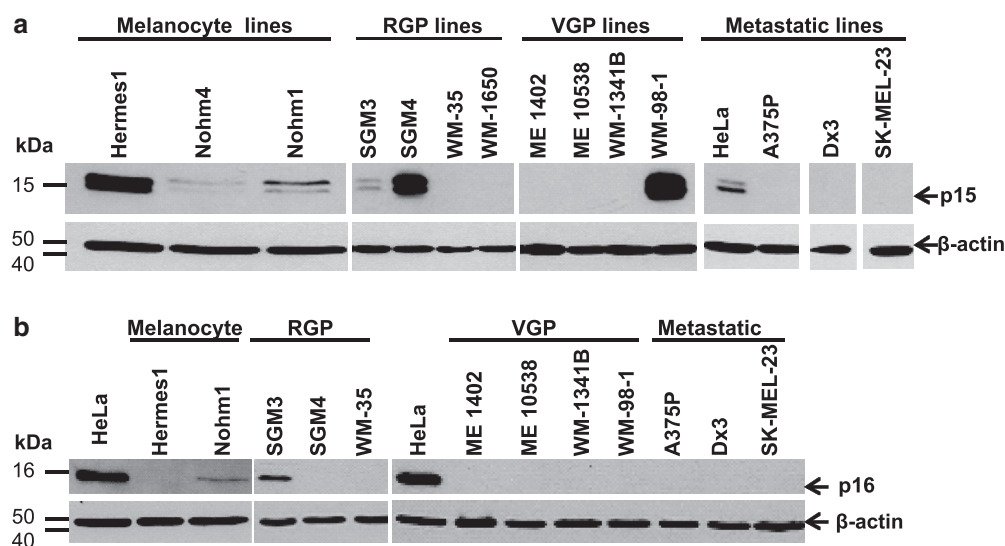 a
Melanocyte lines
RGP lines
VGP lines
Metastatic lines
Hermes1
Nohm4
Nohm1
SGM3
SGM4
WM-35
WM-1650
ME 1402
ME 10538
WM-1341B
WM-98-1
HeLa
A375P
Dx3
SK-MEL-23
kDa
15
p15
50
40
β-actin
b
Melanocyte
RGP
VGP
Metastatic
HeLa
Hermes1
Nohm1
SGM3
SGM4
WM-35
HeLa
ME 1402
ME 10538
WM-1341B
WM-98-1
A375P
Dx3
SK-MEL-23
kDa
16
p16
50
40
β-actin